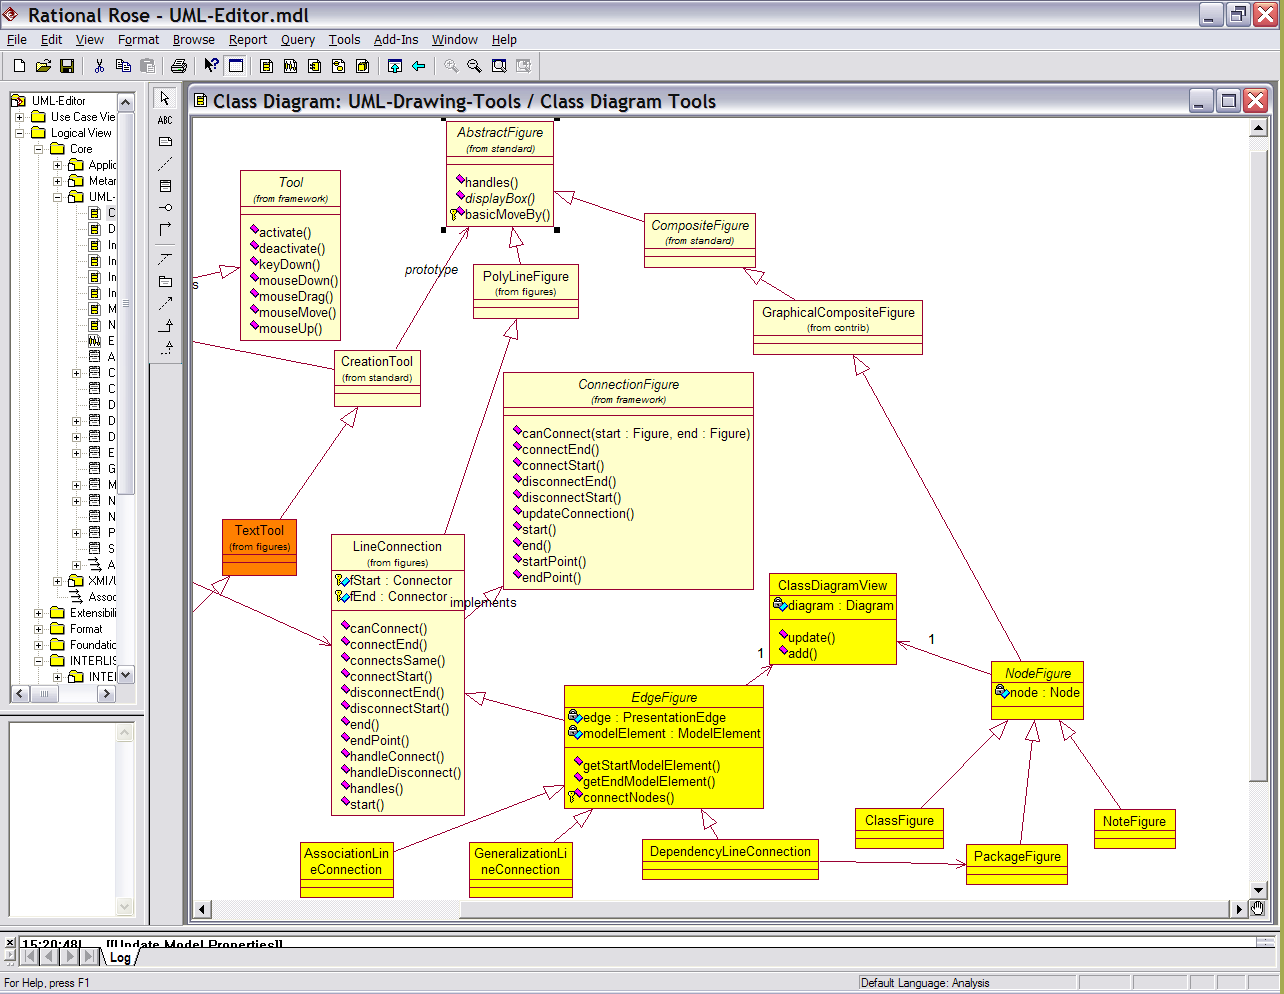 Rational Rose - UML-Editor.mdl
File Edit View Format Browse Report Query Tools Add-Ins Window Help
UML-Editor
Use Case Vie
Logical View
Core
Applic
Metar
UML-
C
D
In
In
In
In
M
N
E
A
C
C
D
D
D
E
G
M
N
N
P
S
A
XMI/
Assoc
Extensibil
Format
Foundatio
INTERLIS
INTEI
ABC
Class Diagram: UML-Drawing-Tools / Class Diagram Tools
AbstractFigure
(from standard)
handles()
displayBox()
basicMoveBy()
Tool
(from framework)
activate()
deactivate()
keyDown()
mouseDown()
mouseDrag()
mouseMove()
mouseUp()
s
prototype
CompositeFigure
(from standard)
PolyLineFigure
(from figures)
GraphicalCompositeFigure
(from contrib)
CreationTool
(from standard)
ConnectionFigure
(from framework)
canConnect(start : Figure, end : Figure)
connectEnd()
connectStart()
disconnectEnd()
disconnectStart()
updateConnection()
start()
end()
startPoint()
endPoint()
TextTool
(from figures)
LineConnection
(from figures)
fStart : Connector
fEnd : Connector
canConnect()
connectEnd()
connectsSame()
connectStart()
disconnectEnd()
disconnectStart()
end()
endPoint()
handleConnect()
handleDisconnect()
handles()
start()
implements
ClassDiagramView
diagram : Diagram
update()
add()
1
1
NodeFigure
node : Node
EdgeFigure
edge : PresentationEdge
modelElement : ModelElement
getStartModelElement()
getEndModelElement()
connectNodes()
ClassFigure
NoteFigure
PackageFigure
AssociationLin
eConnection
GeneralizationLi
neConnection
DependencyLineConnection
15:20:48| [[Update Model Properties]]
Log
For Help, press F1
Default Language: Analysis